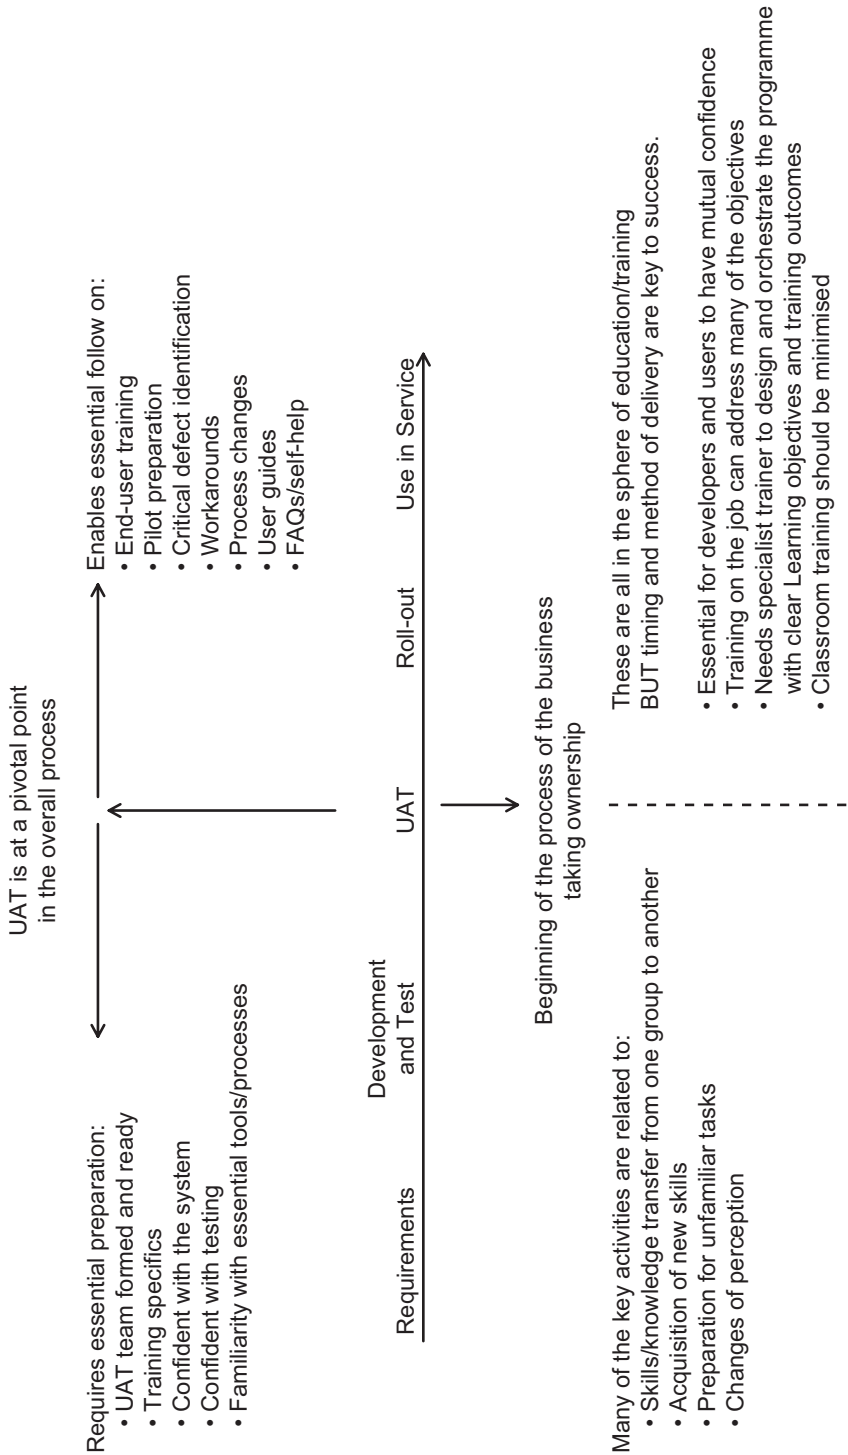 UAT is at a pivotal point
in the overall process
Requires essential preparation:
• UAT team formed and ready
• Training specifics
• Confident with the system
• Confident with testing
• Familiarity with essential tools/processes
Enables essential follow on:
• End-user training
• Pilot preparation
• Critical defect identification
• Workarounds
• Process changes
• User guides
• FAQs/self-help
Requirements
Development
and Test
UAT
Roll-out
Use in Service
Beginning of the process of the business
taking ownership
Many of the key activities are related to:
• Skills/knowledge transfer from one group to another
• Acquisition of new skills
• Preparation for unfamiliar tasks
• Changes of perception
These are all in the sphere of education/training
BUT timing and method of delivery are key to success.
• Essential for developers and users to have mutual confidence
• Training on the job can address many of the objectives
• Needs specialist trainer to design and orchestrate the programme
with clear Learning objectives and training outcomes
• Classroom training should be minimised